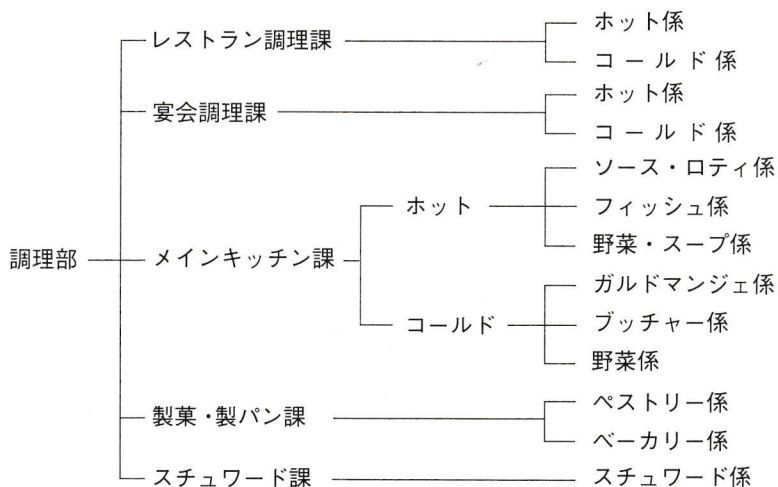 調理部
レストラン調理課
ホット係
コールド係
宴会調理課
ホット係
コールド係
メインキッチン課
ホット
ソース・ロティ係
フィッシュ係
野菜・スープ係
コールド
ガルドマンジェ係
ブッチャー係
野菜係
製菓・製パン課
ペストリー係
ベーカリー係
スチュワード課
スチュワード係